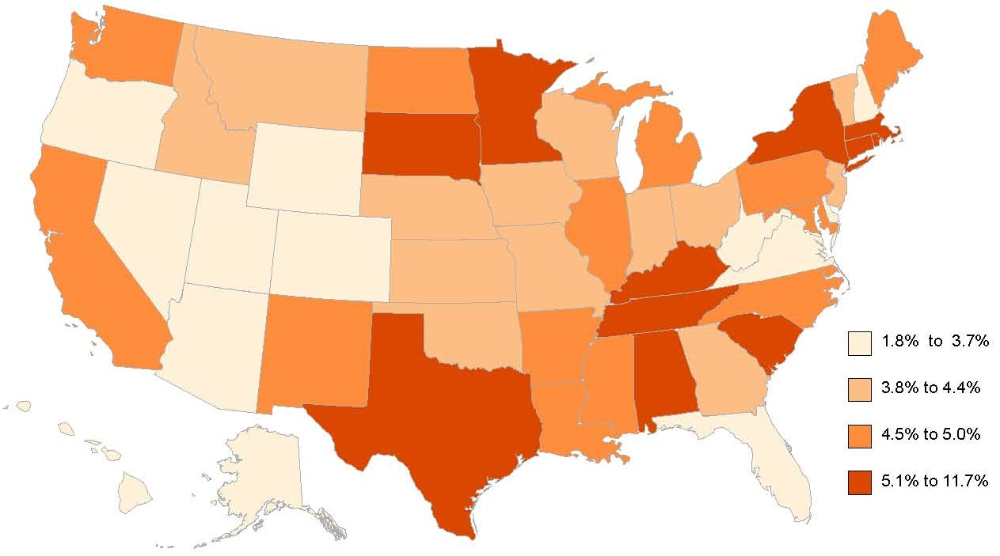 1.8% to 3.7%
3.8% to 4.4%
4.5% to 5.0%
5.1% to 11.7%